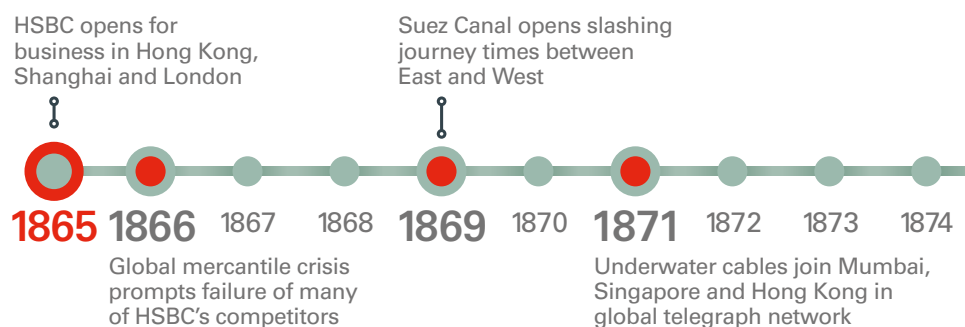 HSBC opens for
business in Hong Kong,
Shanghai and London
Suez Canal opens slashing
journey times between
East and West
1865 1866 1867 1868 1869 1870 1871 1872 1873 1874
Global mercantile crisis
prompts failure of many
of HSBC's competitors
Underwater cables join Mumbai,
Singapore and Hong Kong in
global telegraph network